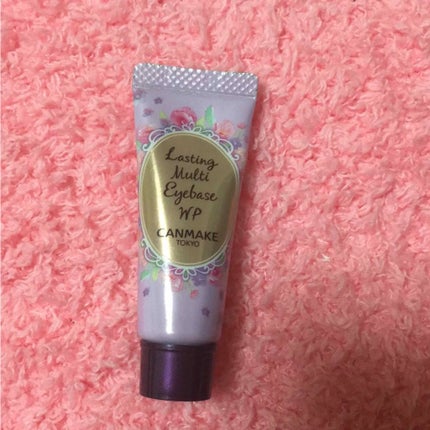 Lasting
Multi
Eyebase
WP
CANMAKE
TOKYO